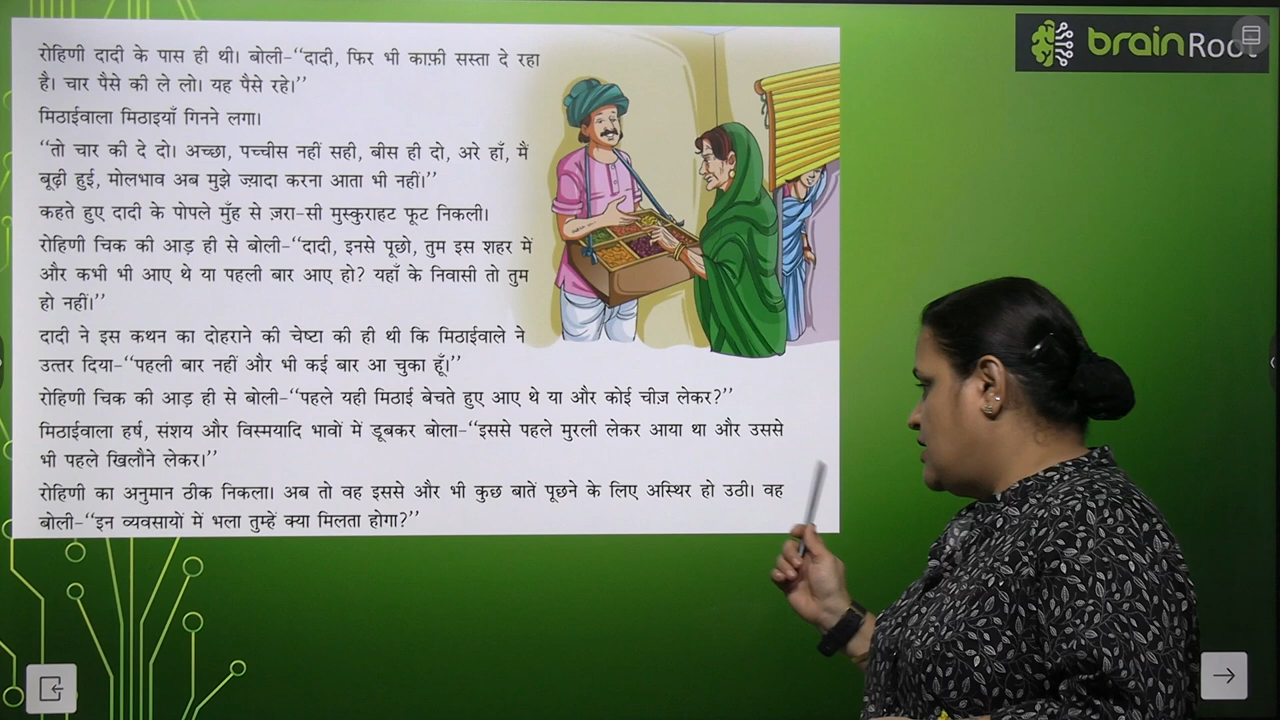 रोहिणी दादी के पास ही थी। बोली-‘‘दादी, फिर भी काफ़ी सस्ता दे रहा
है। चार पैसे की ले लो। यह पैसे रहे।’’
मिठाईवाला मिठाइयाँ गिनने लगा।
‘‘तो चार की दे दो। अच्छा, पच्चीस नहीं सही, बीस ही दो, अरे हाँ, मैं
बूढ़ी हुई, मोलभाव अब मुझे ज़्यादा करना आता भी नहीं।’’
कहते हुए दादी के पोपले मुँह से ज़रा-सी मुस्कुराहट फूट निकली।
रोहिणी चिक की आड़ ही से बोली-‘‘दादी, इनसे पूछो, तुम इस शहर में
और कभी भी आए थे या पहली बार आए हो? यहाँ के निवासी तो तुम
हो नहीं।’’
दादी ने इस कथन का दोहराने की चेष्टा की ही थी कि मिठाईवाले ने
उत्तर दिया-‘‘पहली बार नहीं और भी कई बार आ चुका हूँ।’’
रोहिणी चिक की आड़ ही से बोली-‘‘पहले यही मिठाई बेचते हुए आए थे या और कोई चीज़ लेकर?’’
मिठाईवाला हर्ष, संशय और विस्मयादि भावों में डूबकर बोला-‘‘इससे पहले मुरली लेकर आया था और उससे
भी पहले खिलौने लेकर।’’
रोहिणी का अनुमान ठीक निकला। अब तो वह इससे और भी कुछ बातें पूछने के लिए अस्थिर हो उठी। वह
बोली-‘‘इन व्यवसायों में भला तुम्हें क्या मिलता होगा?’’
brainRoot